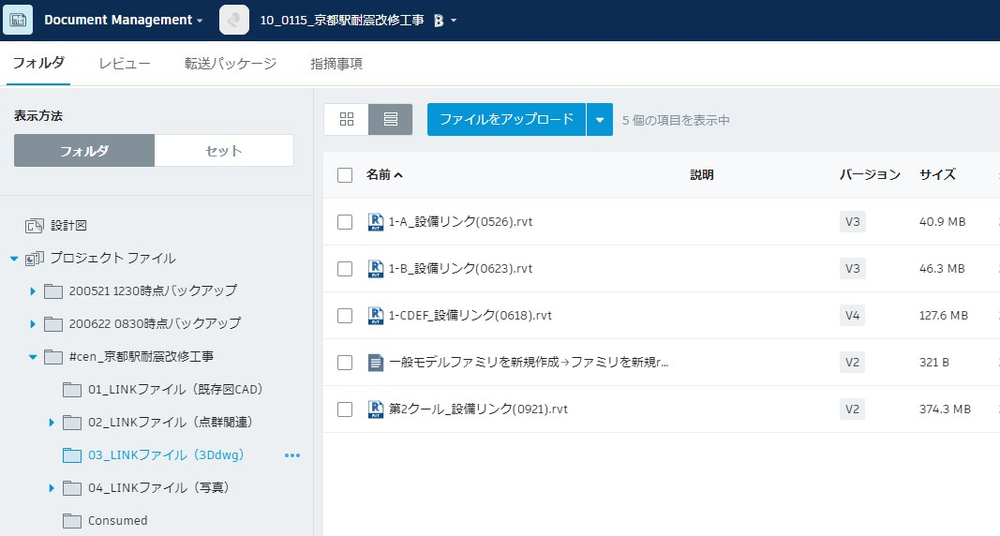 Document Management
10_0115_京都駅耐震改修工事 B
フォルダ レビュー 転送パッケージ 指摘事項
表示方法
フォルダ セット
設計図
プロジェクト ファイル
200521 1230時点バックアップ
200622 0830時点バックアップ
#cen_京都駅耐震改修工事
01_LINKファイル（既存図CAD）
02_LINKファイル（点群関連）
03_LINKファイル（3Ddwg）
04_LINKファイル（写真）
Consumed
ファイルをアップロード 5 個の項目を表示中
名前 説明 バージョン サイズ
RVT 1-A_設備リンク(0526).rvt V3 40.9 MB
RVT 1-B_設備リンク(0623).rvt V3 46.3 MB
RVT 1-CDEF_設備リンク(0618).rvt V4 127.6 MB
一般モデルファミリを新規作成→ファミリを新規r... V2 321 B
RVT 第2クール_設備リンク(0921).rvt V2 374.3 MB